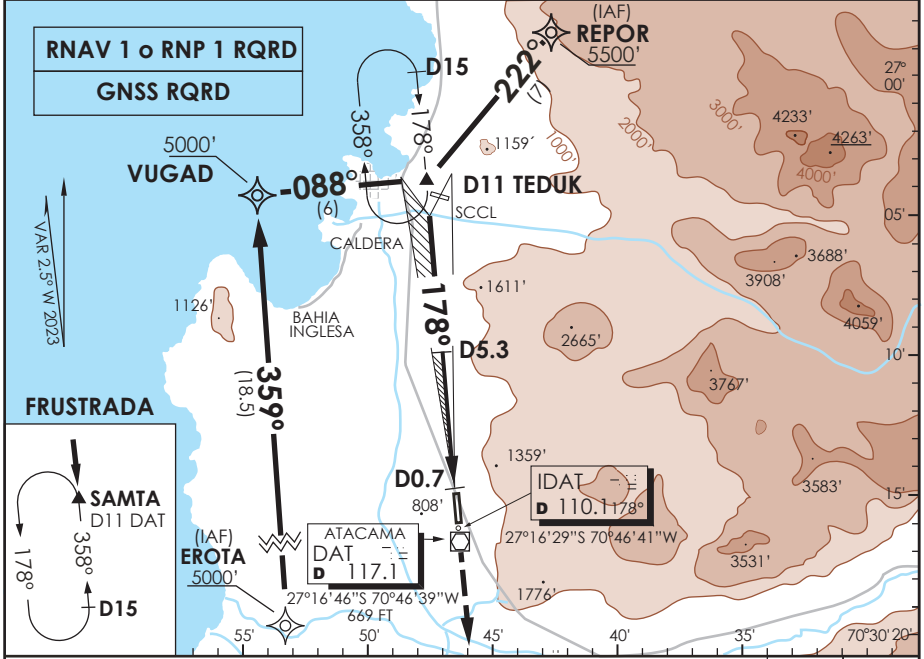 RNAV 1 o RNP 1 RQRD
GNSS RQRD
(IAF)
REPOR
5500'
222°
(7)
D15
358°
178°
1159´
1000'
2000'
3000'
4000'
4233'
4263'
27°
00'
5000'
VUGAD
088°
(6)
D11 TEDUK
SCCL
CALDERA
05'
VAR 2.5° W 2023
1126'
BAHIA
INGLESA
178°
1611'
2665'
3908'
3688'
4059'
D5.3
10'
3767'
359°
(18.5)
FRUSTRADA
SAMTA
D11 DAT
178°
358°
D15
D0.7
808'
1359'
IDAT
D 110.1 178°
27°16'29"S 70°46'41"W
3583'
15'
3531'
(IAF)
EROTA
5000'
ATACAMA
DAT
D 117.1
27°16'46"S 70°46'39"W
669 FT
1776'
55'
50'
45'
40'
35'
70°30'
20'